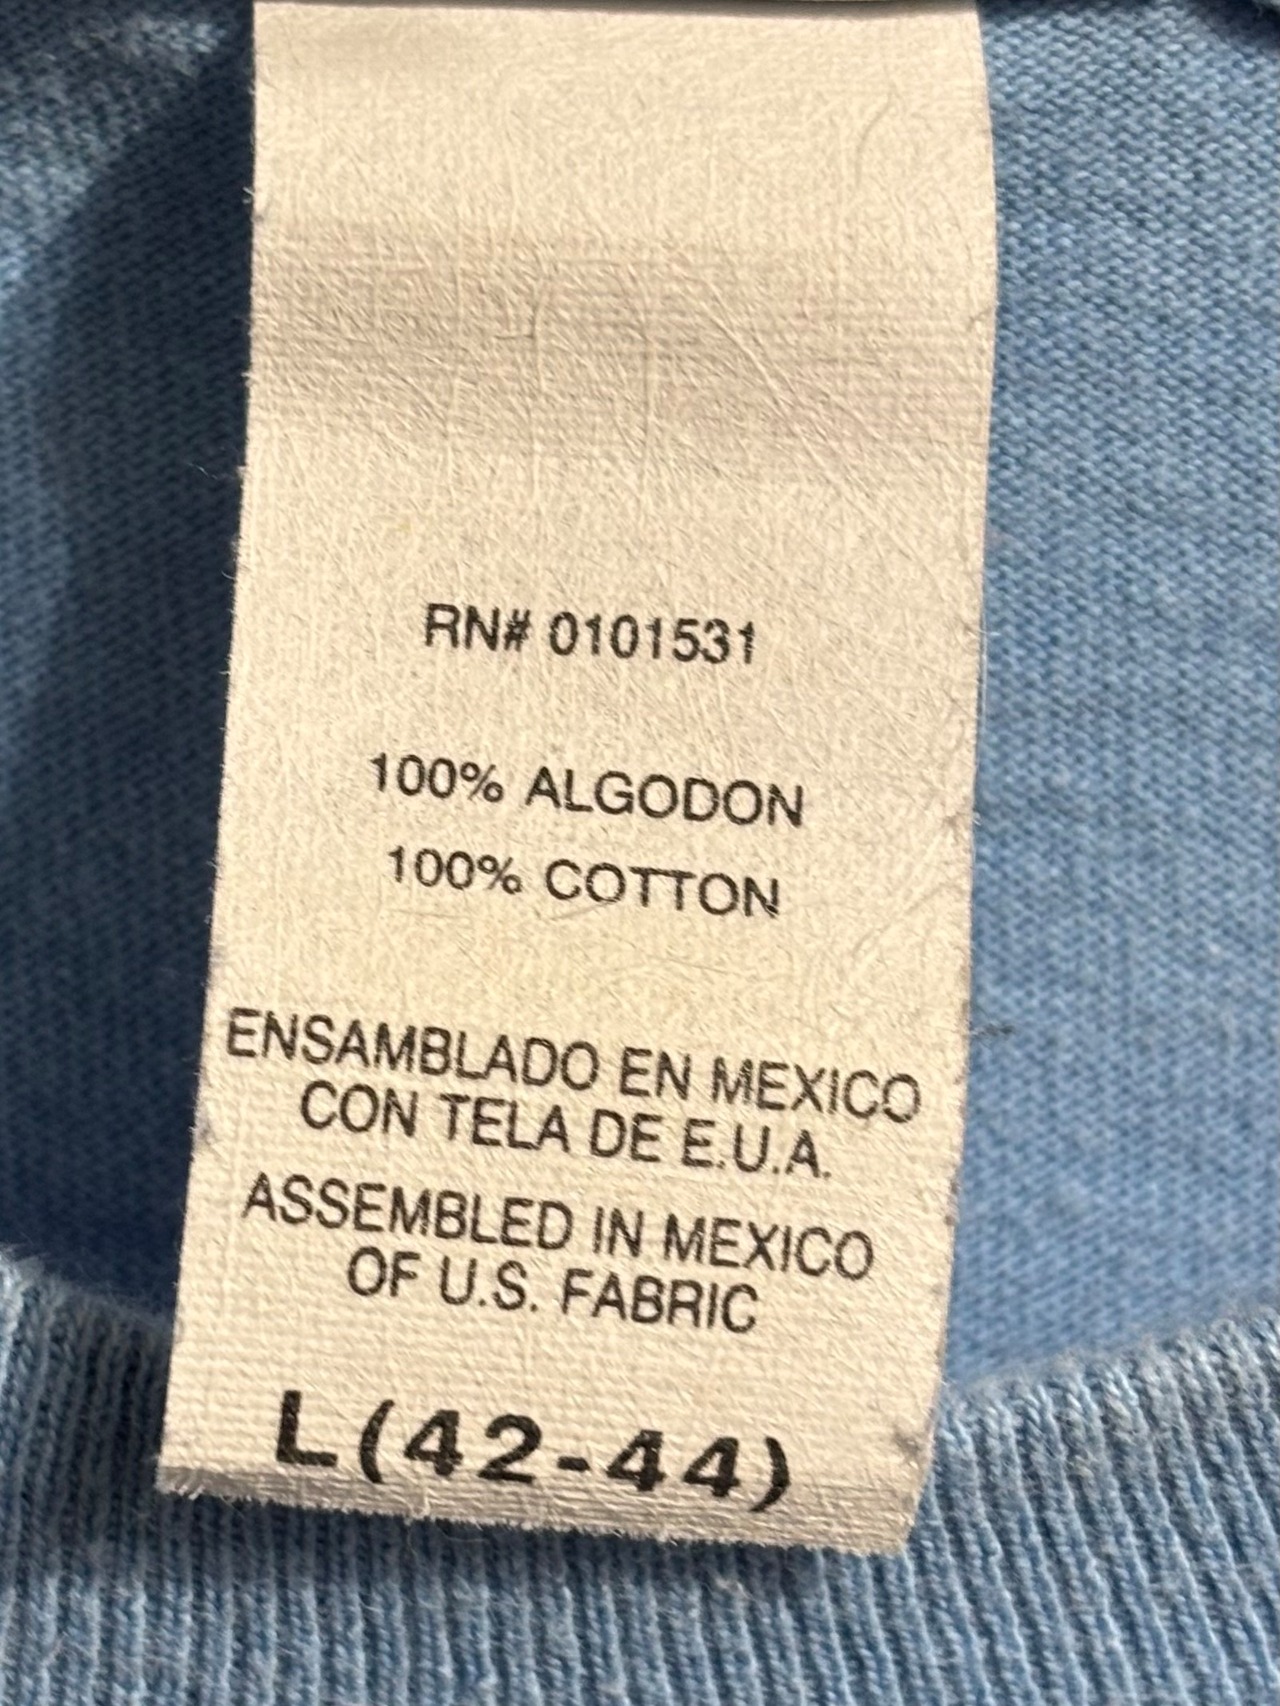 RN# 0101531
100% ALGODON
100% COTTON
ENSAMBLADO EN MEXICO
CON TELA DE E.U.A.
ASSEMBLED IN MEXICO
OF U.S. FABRIC
L(42-44)